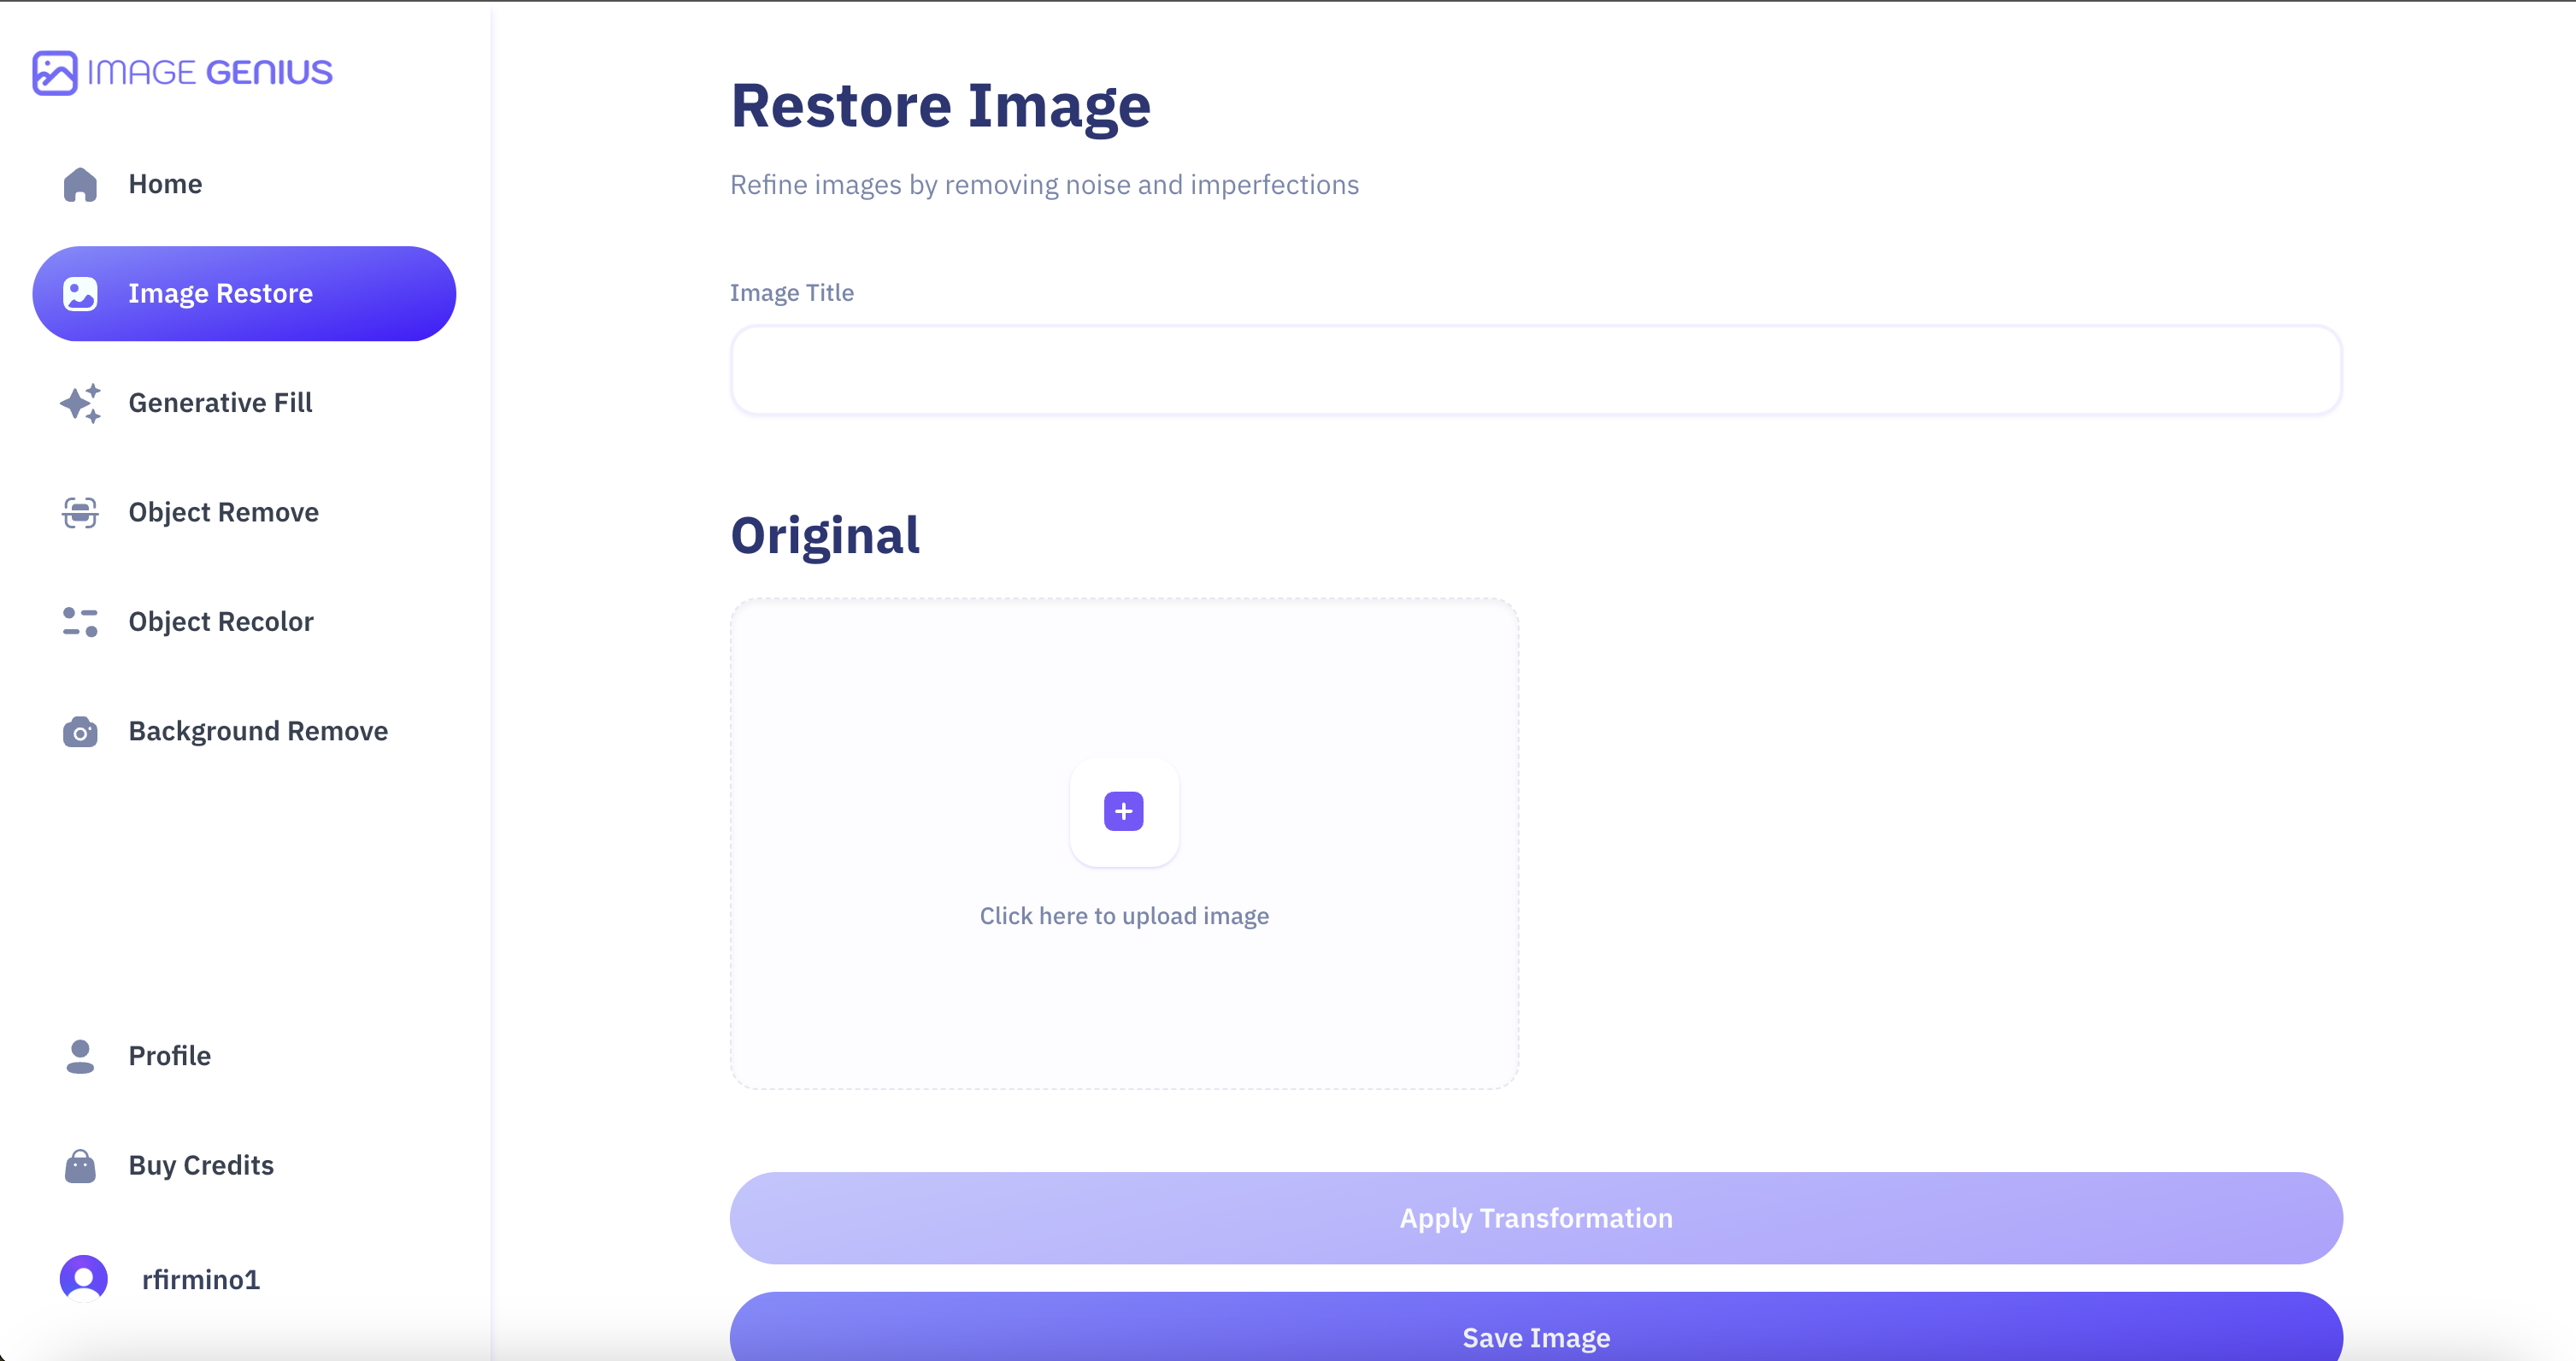 IMAGE GENIUS
Home
Image Restore
Generative Fill
Object Remove
Object Recolor
Background Remove
Profile
Buy Credits
rfirmino1
Restore Image
Refine images by removing noise and imperfections
Image Title
Original
Click here to upload image
Apply Transformation
Save Image